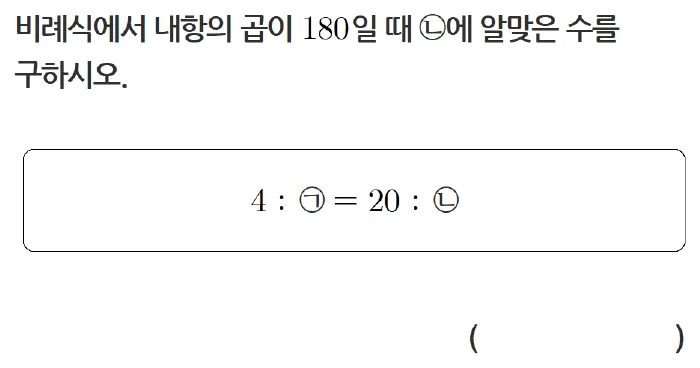 비례식에서 내항의 곱이 180일 때 ㉡에 알맞은 수를
구하시오.
4 : ㉠ = 20 : ㉡
( )